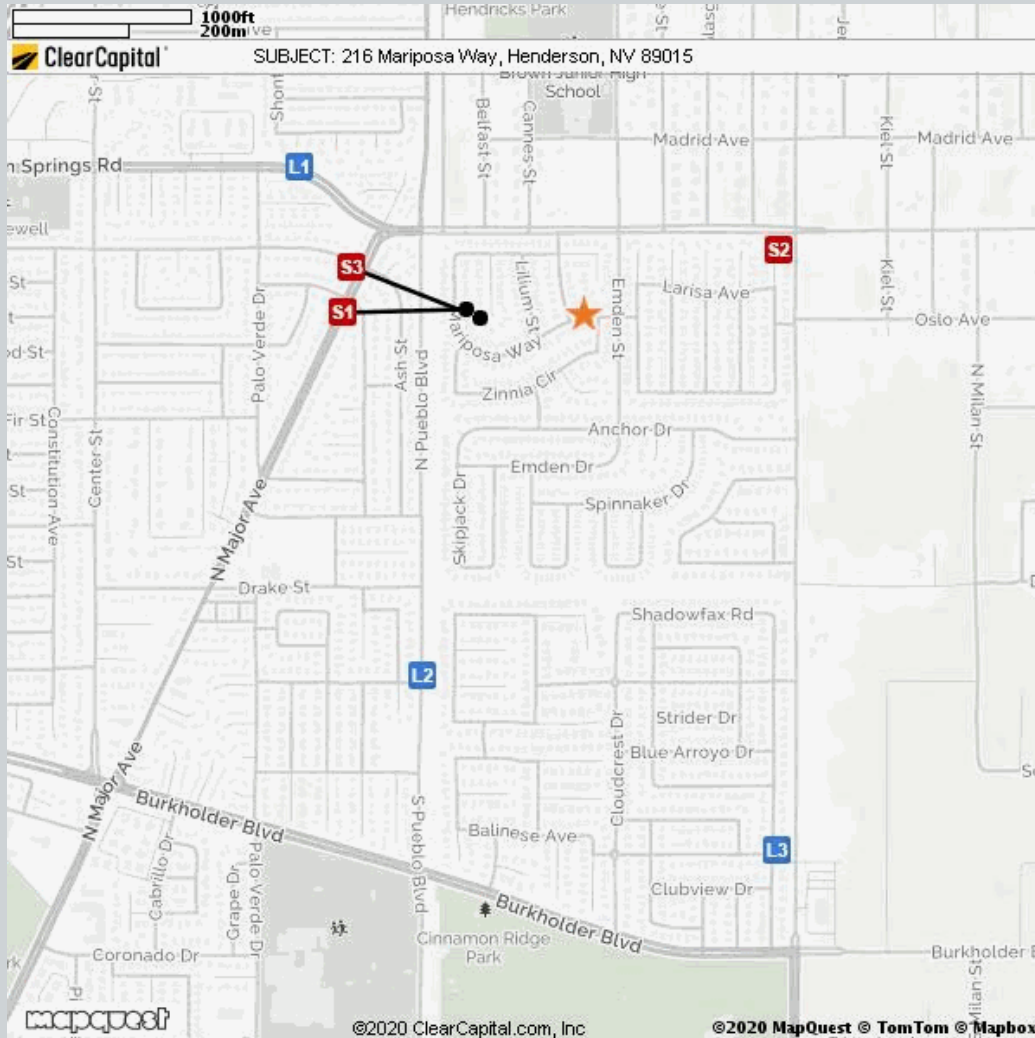 1000ft
200m
Hendricks Park
ClearCapital
SUBJECT: 216 Mariposa Way, Henderson, NV 89015
Brown Junior High
School
Belfast St
Cannes St
Madrid Ave
Kiel St
Madrid Ave
Springs Rd
L1
S3
S2
S1
Lilium St
Emden St
Larisa Ave
Kiel St
Oslo Ave
Mariposa Way
Palo Verde Dr
Ash St
N Pueblo Blvd
Zinnia Cir
Anchor Dr
N Milan St
Fir St
Constitution Ave
Center St
Emden Dr
Spinnaker Dr
Skipjack Dr
N Major Ave
Drake St
Shadowfax Rd
L2
Strider Dr
Blue Arroyo Dr
Cloudcrest Dr
N Major Ave
Burkholder Blvd
S Pueblo Blvd
Balinese Ave
L3
Cabrillo Dr
Grape Dr
Palo Verde Dr
Clubview Dr
Burkholder Blvd
Cinnamon Ridge
Park
Coronado Dr
Burkholder
Milan St
mapquest
©2020 ClearCapital.com, Inc
©2020 MapQuest © TomTom © Mapbox